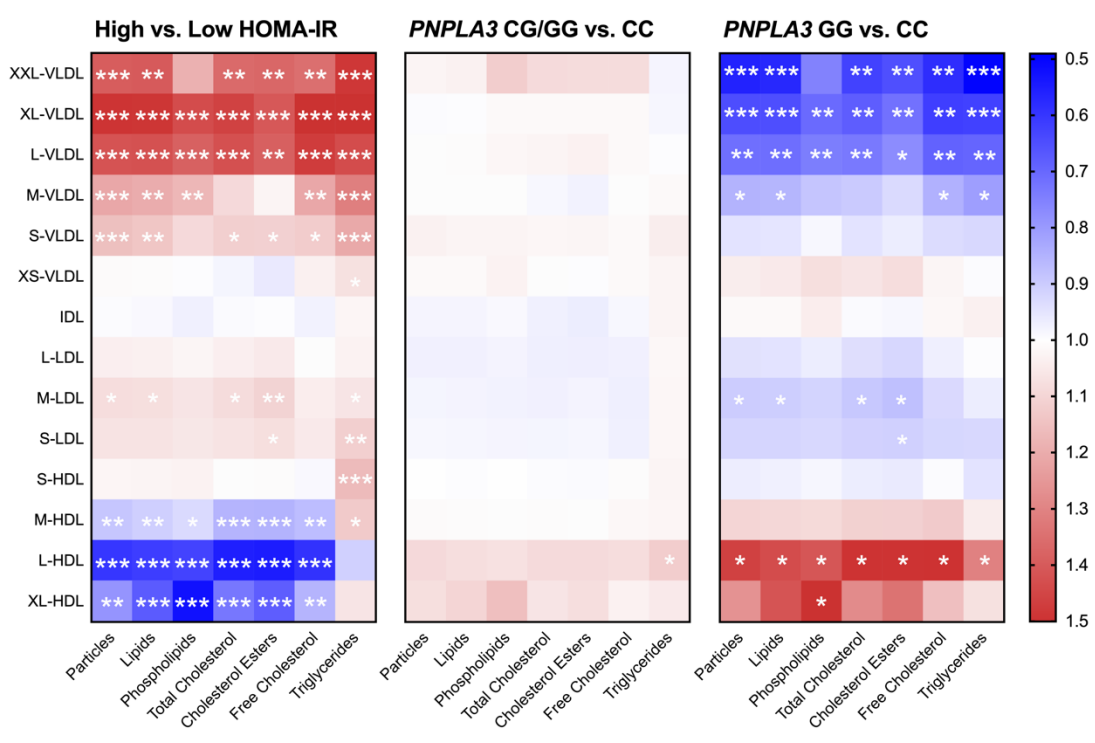 High vs. Low HOMA-IR
PNPLA3 CG/GG vs. CC
PNPLA3 GG vs. CC
XXL-VLDL *** ** ** ** ** *** *** *** ** ** *** *** 0.5
XL-VLDL *** *** *** *** *** *** *** *** *** ** ** ** *** *** 0.6
L-VLDL *** *** *** *** ** *** *** ** ** ** ** * ** ** 0.7
M-VLDL *** ** ** ** *** * * * *
S-VLDL *** ** * * * *** 0.8
XS-VLDL *
IDL 0.9
L-LDL 1.0
M-LDL * * * ** * * * * *
S-LDL * ** * 1.1
S-HDL *** 1.2
M-HDL ** ** * *** *** ** * 1.3
L-HDL *** *** *** *** *** *** * * * * * * * * 1.4
XL-HDL ** *** *** ** *** ** * 1.5
Particles Lipids Phospholipids Total Cholesterol Cholesterol Esters Free Cholesterol Triglycerides
Particles Lipids Phospholipids Total Cholesterol Cholesterol Esters Free Cholesterol Triglycerides
Particles Lipids Phospholipids Total Cholesterol Cholesterol Esters Free Cholesterol Triglycerides